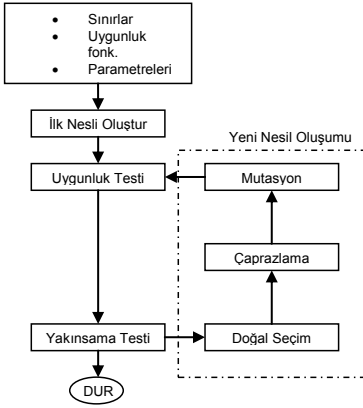 • Sınırlar
• Uygunluk
fonk.
• Parametreleri
İlk Nesli Oluştur
Yeni Nesil Oluşumu
Uygunluk Testi
Mutasyon
Çaprazlama
Yakınsama Testi
Doğal Seçim
DUR